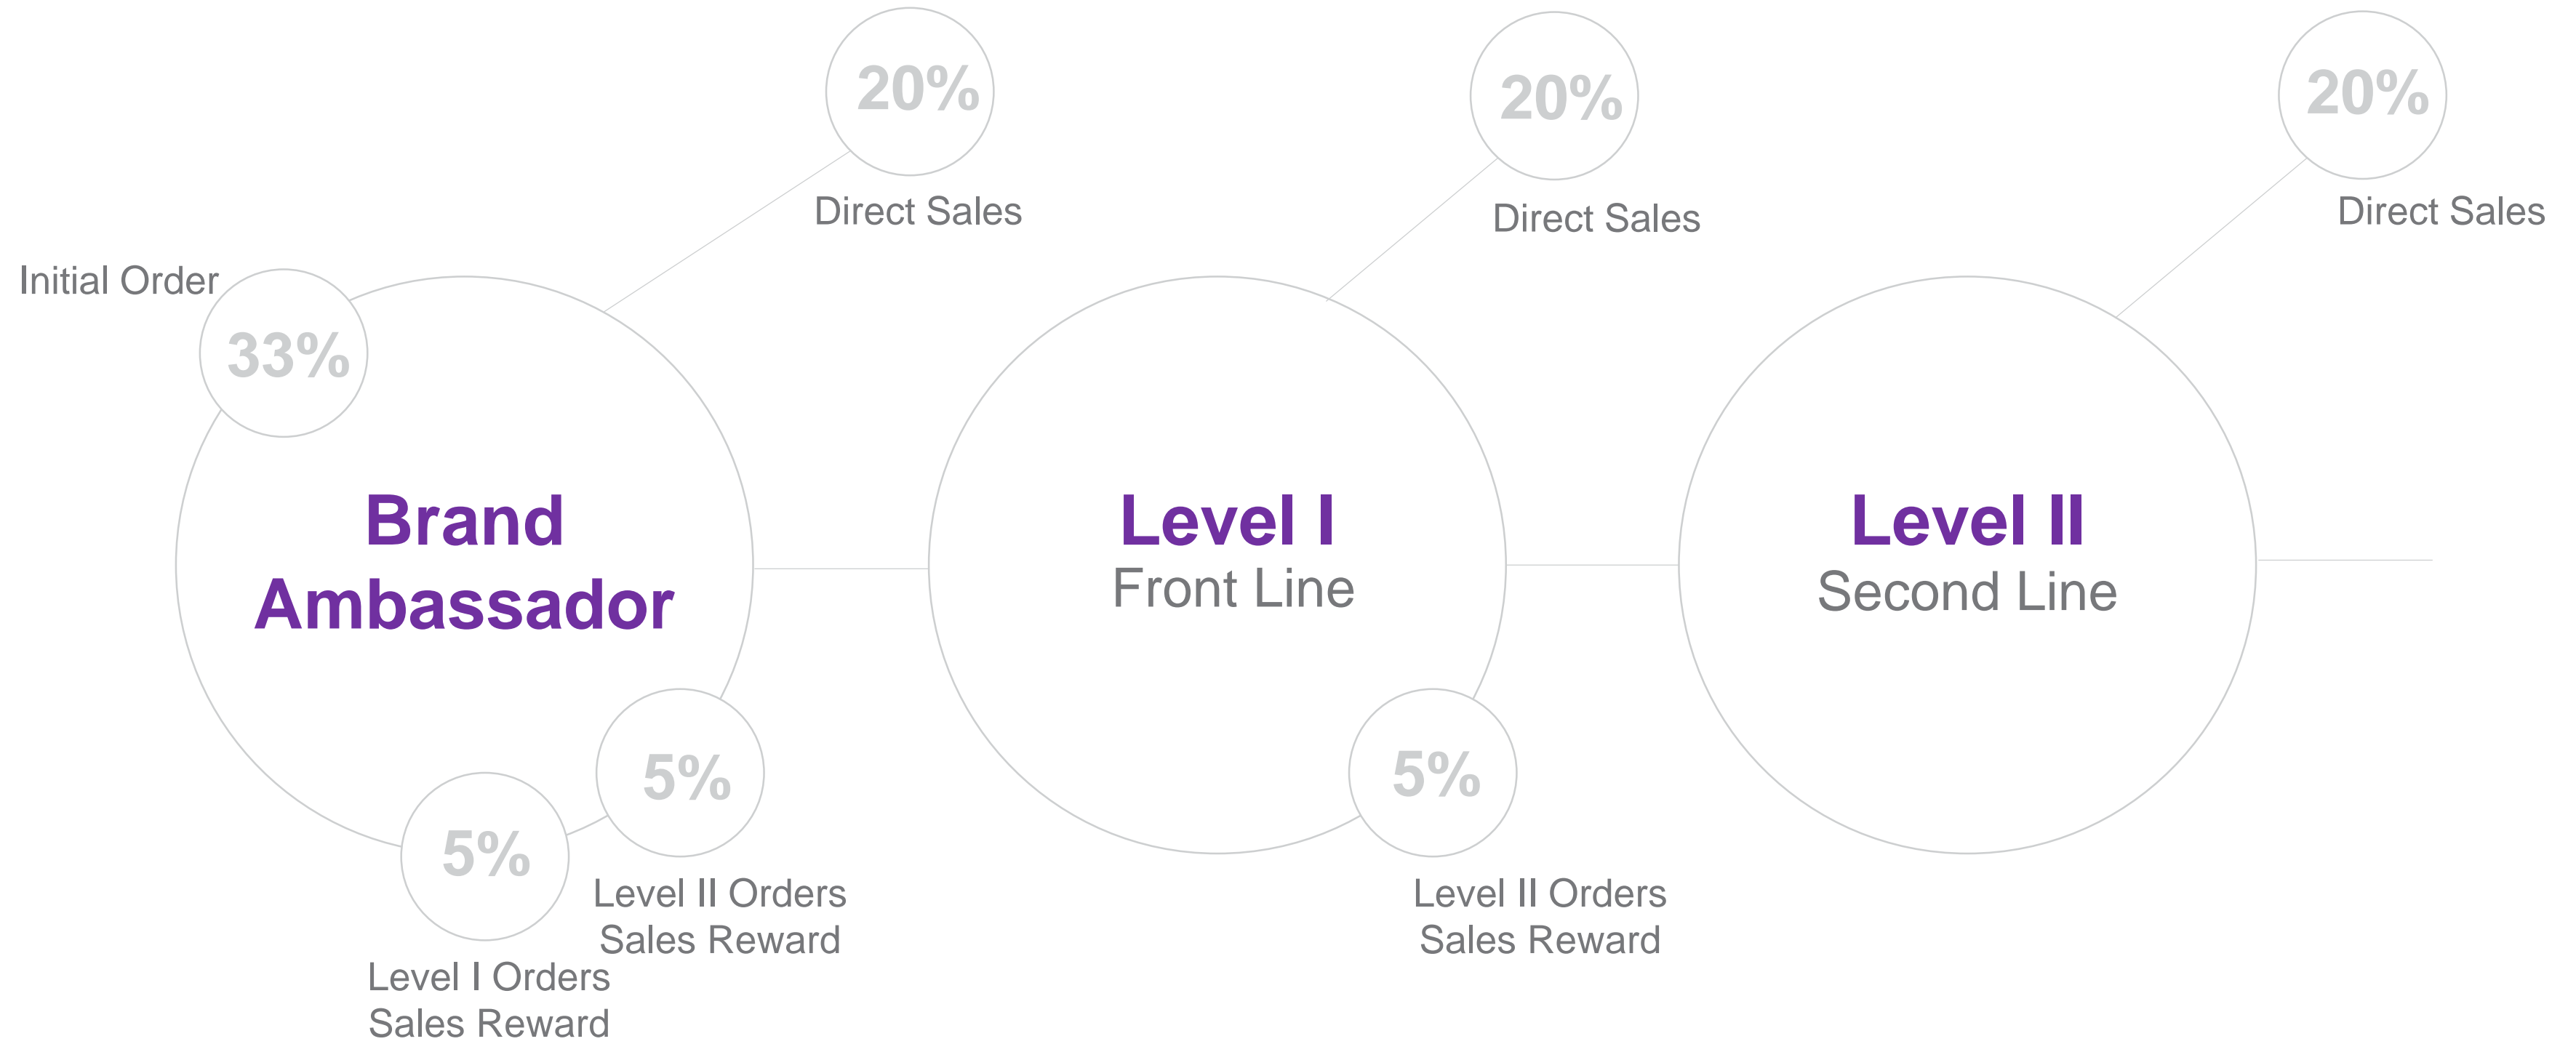 20%
Direct Sales
20%
Direct Sales
20%
Direct Sales
Initial Order
33%
Brand
Ambassador
Level I
Front Line
Level II
Second Line
5%
Level I Orders
Sales Reward
5%
Level II Orders
Sales Reward
5%
Level II Orders
Sales Reward